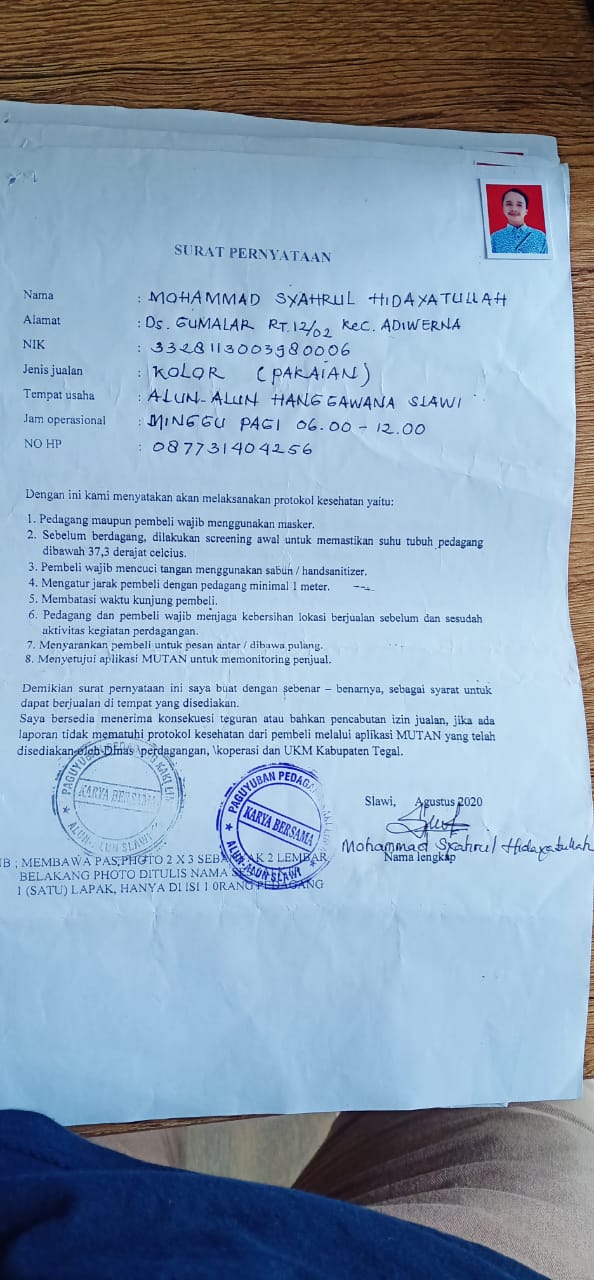 SURAT PERNYATAAN
Nama : MOHAMMAD SYAHRUL HIDAYATULLAH
Alamat : Ds. GUMALAR RT.12/02 KEC. ADIWERNA
NIK : 3328113003980006
Jenis jualan : KOLOR (PAKAIAN)
Tempat usaha : ALUN-ALUN HANGGAWANA SLAWI
Jam operasional : MINGGU PAGI 06.00 - 12.00
NO HP : 087731404256
Dengan ini kami menyatakan akan melaksanakan protokol kesehatan yaitu:
1. Pedagang maupun pembeli wajib menggunakan masker.
2. Sebelum berdagang, dilakukan screening awal untuk memastikan suhu tubuh pedagang
dibawah 37,3 derajat celcius.
3. Pembeli wajib mencuci tangan menggunakan sabun / handsanitizer.
4. Mengatur jarak pembeli dengan pedagang minimal 1 meter.
5. Membatasi waktu kunjung pembeli.
6. Pedagang dan pembeli wajib menjaga kebersihan lokasi berjualan sebelum dan sesudah
aktivitas kegiatan perdagangan.
7. Menyarankan pembeli untuk pesan antar / dibawa pulang.
8. Menyetujui aplikasi MUTAN untuk memonitoring penjual.
Demikian surat pernyataan ini saya buat dengan sebenar – benarnya, sebagai syarat untuk
dapat berjualan di tempat yang disediakan.
Saya bersedia menerima konsekuesi teguran atau bahkan pencabutan izin jualan, jika ada
laporan tidak mematuhi protokol kesehatan dari pembeli melalui aplikasi MUTAN yang telah
disediakan oleh Dinas \perdagangan, \koperasi dan UKM Kabupaten Tegal.
PAGUYUBAN PEDAGANG KAKI LIMA
KARYA BERSAMA
ALUN-ALUN SLAWI
PAGUYUBAN PEDAGANG
KARYA BERSAMA
ALUN-ALUN SLAWI
Slawi, Agustus 2020
Mohammad Syahrul Hidayatullah
Nama lengkap
NB ; MEMBAWA PAS PHOTO 2 X 3 SEBANYAK 2 LEMBAR
BELAKANG PHOTO DITULIS NAMA
1 (SATU) LAPAK, HANYA DI ISI 1 0RANG PEDAGANG